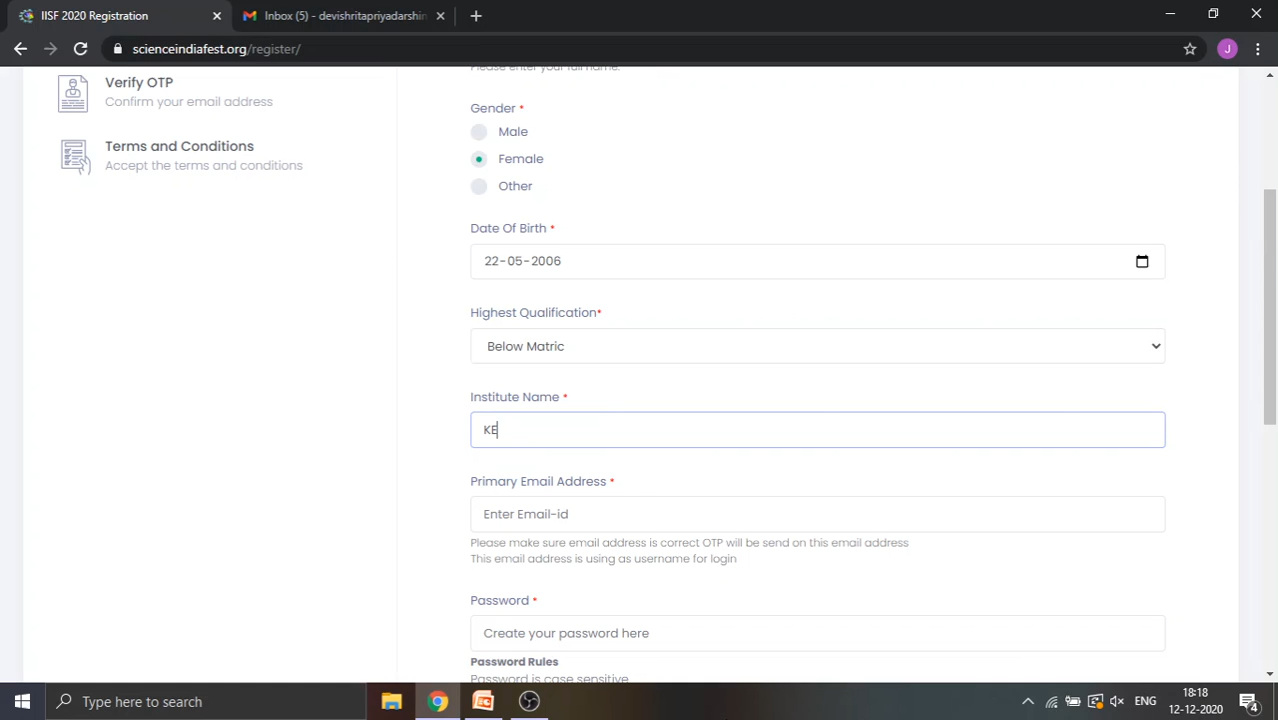 IISF 2020 Registration
Inbox (5) - devishritapriyadarshin
scienceindiafest.org/register/
J
Verify OTP
Confirm your email address
Terms and Conditions
Accept the terms and conditions
Please enter your full name.
Gender *
Male
Female
Other
Date Of Birth *
22-05-2006
Highest Qualification*
Below Matric
Institute Name *
KE
Primary Email Address *
Enter Email-id
Please make sure email address is correct OTP will be send on this email address
This email address is using as username for login
Password *
Create your password here
Password Rules
Password is case sensitive
Type here to search
ENG
18:18
12-12-2020
4